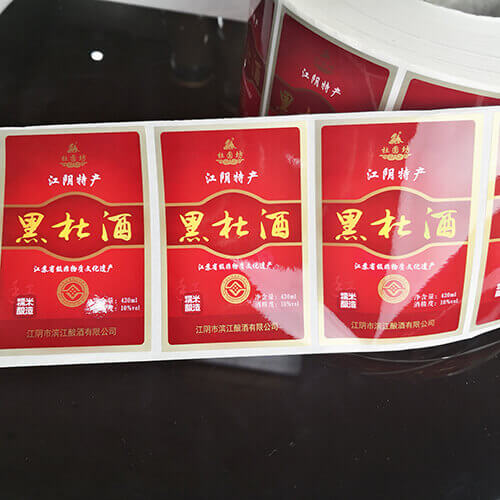 杜圆坊
江阴特产
黑杜酒
江苏省级非物质文化遗产
糯米
酿造
净含量：430ml
酒精度：10%vol
江阴市滨江酿酒有限公司